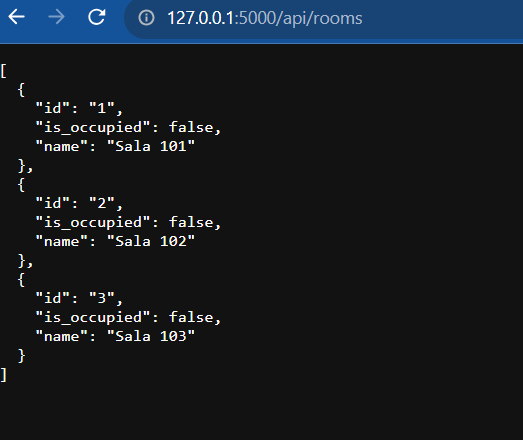 127.0.0.1:5000/api/rooms
[
  {
    "id": "1",
    "is_occupied": false,
    "name": "Sala 101"
  },
  {
    "id": "2",
    "is_occupied": false,
    "name": "Sala 102"
  },
  {
    "id": "3",
    "is_occupied": false,
    "name": "Sala 103"
  }
]